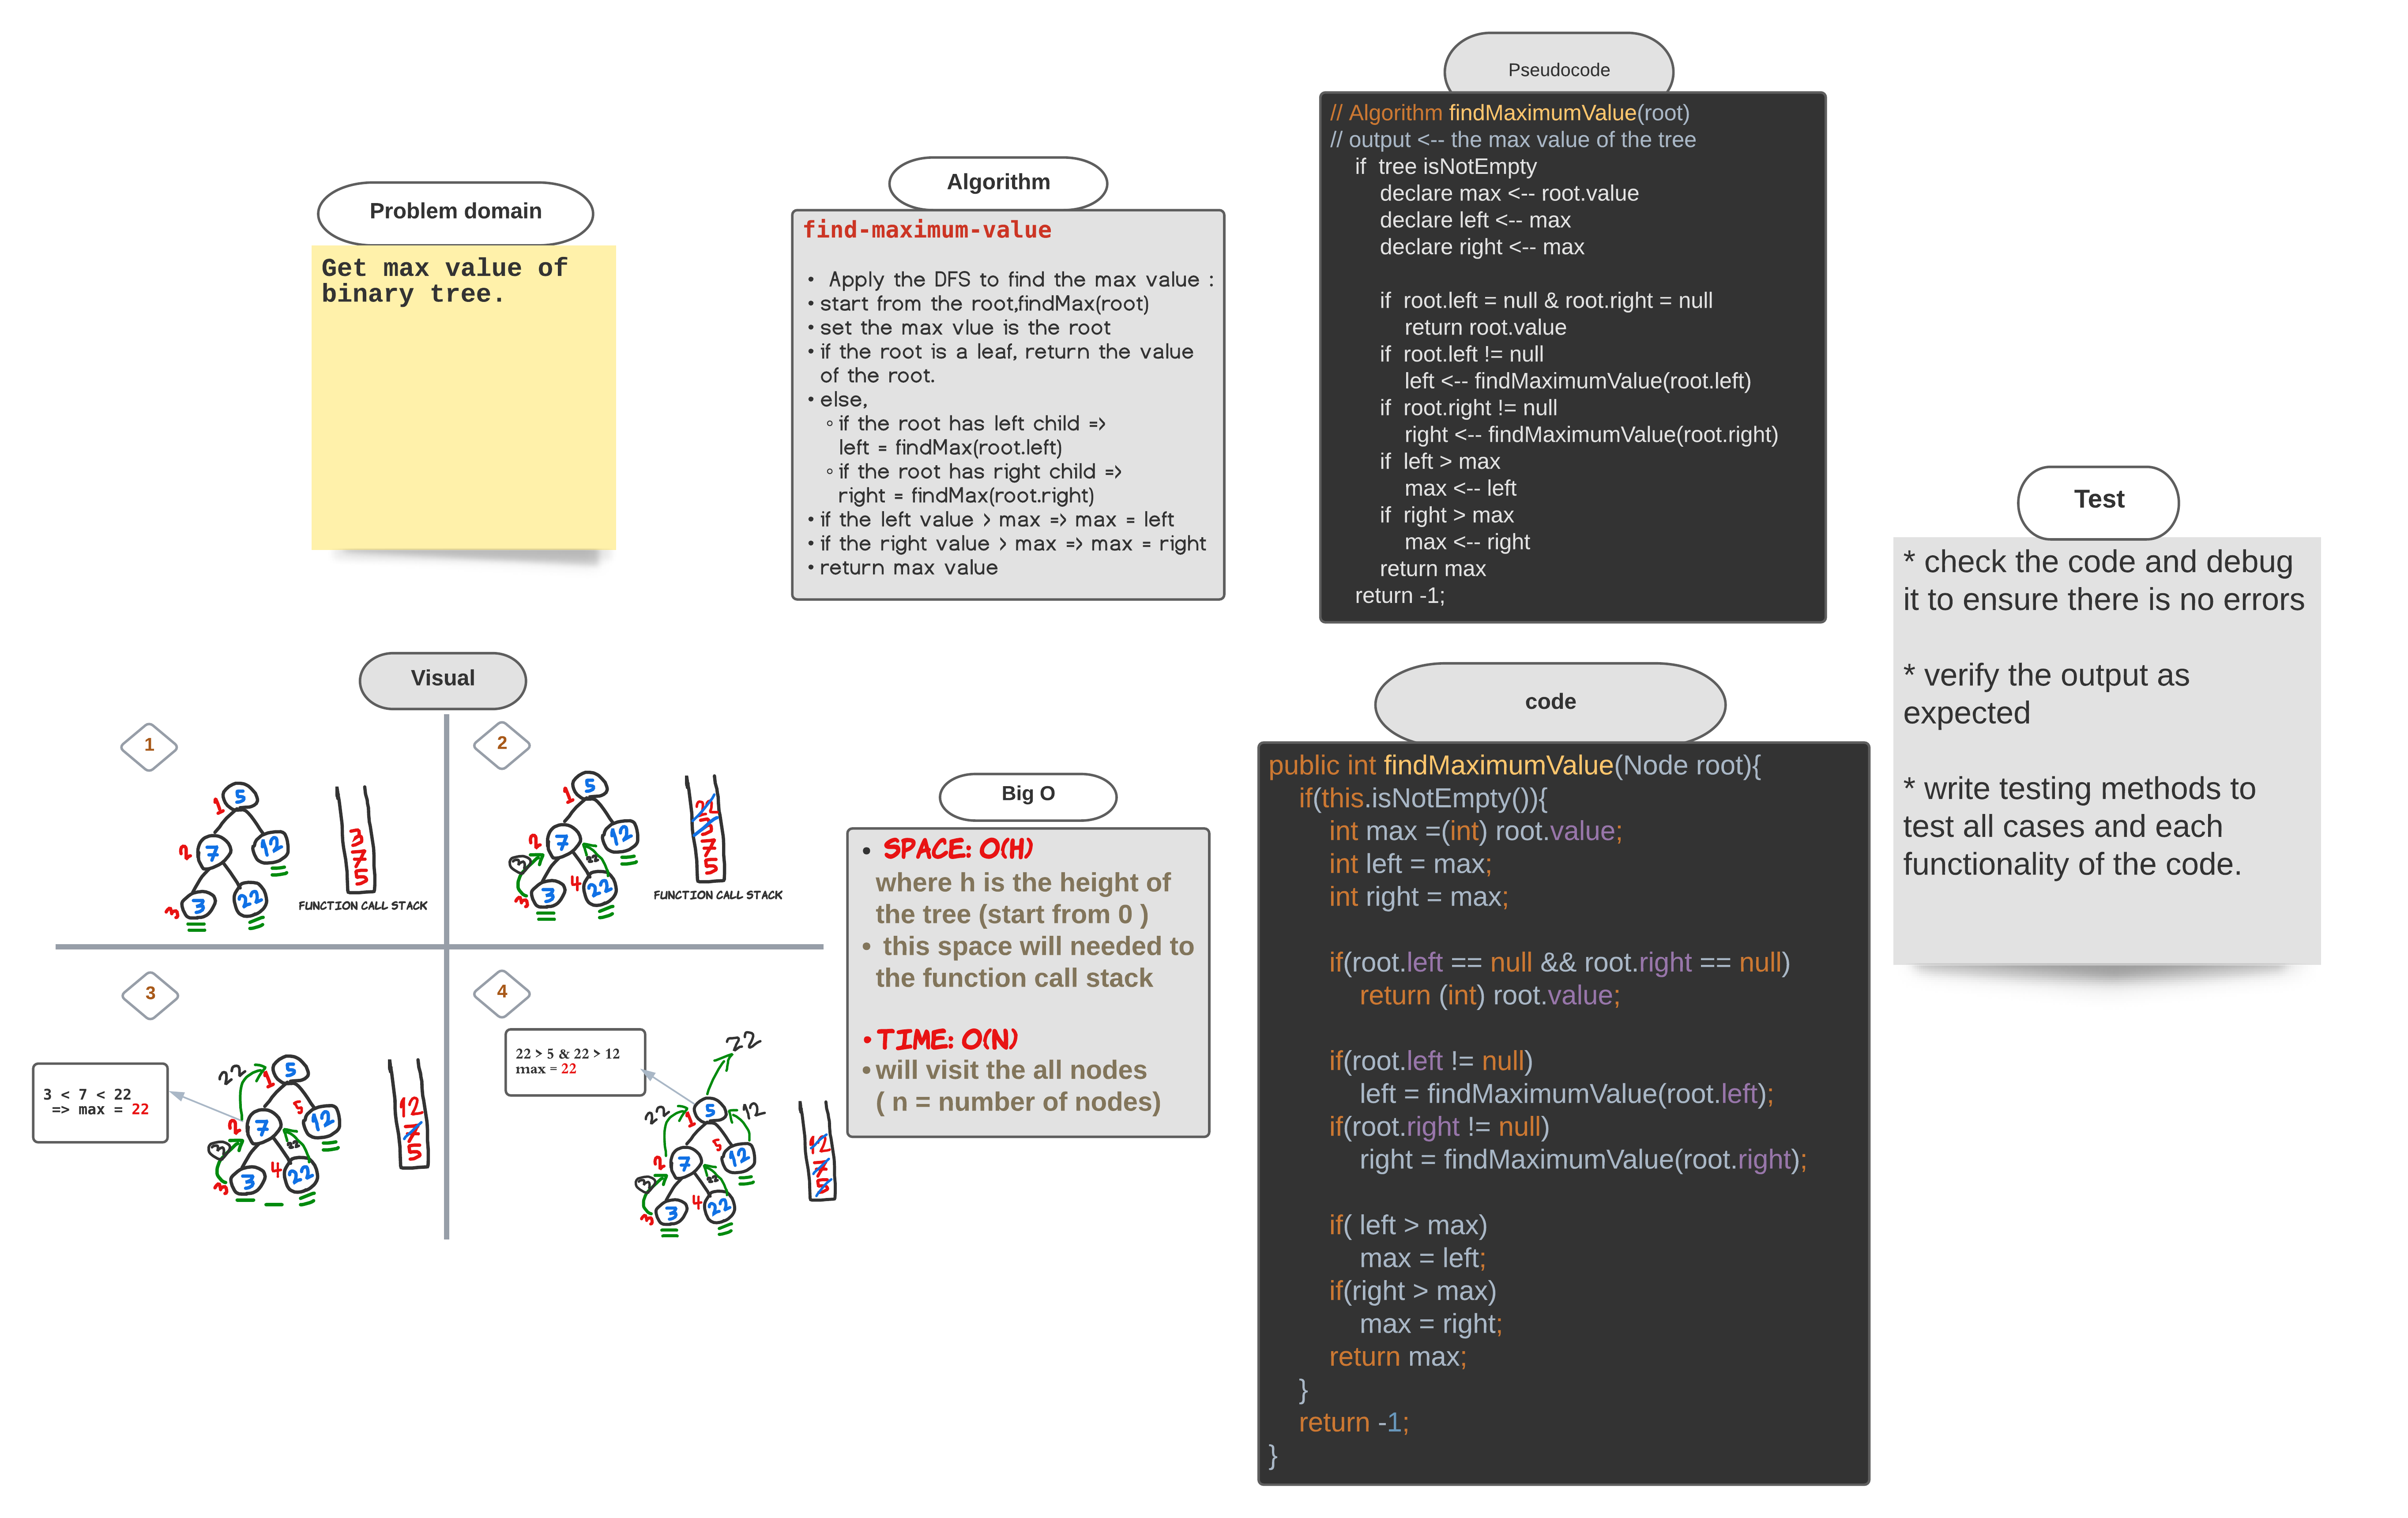 Problem domain
Get max value of
binary tree.
Algorithm
find-maximum-value
• Apply the DFS to find the max value :
• start from the root,findMax(root)
• set the max vlue is the root
• if the root is a leaf, return the value
of the root.
• else,
◦ if the root has left child =>
left = findMax(root.left)
◦ if the root has right child =>
right = findMax(root.right)
• if the left value > max => max = left
• if the right value > max => max = right
• return max value
Pseudocode
// Algorithm findMaximumValue(root)
// output <-- the max value of the tree
if tree isNotEmpty
declare max <-- root.value
declare left <-- max
declare right <-- max
if root.left = null & root.right = null
return root.value
if root.left != null
left <-- findMaximumValue(root.left)
if root.right != null
right <-- findMaximumValue(root.right)
if left > max
max <-- left
if right > max
max <-- right
return max
return -1;
Test
* check the code and debug
it to ensure there is no errors
* verify the output as
expected
* write testing methods to
test all cases and each
functionality of the code.
Visual
1
1 5
2 7 12
3 3 22
3
7
5
FUNCTION CALL STACK
2
1 5
2 7 12
3 22
3 3 4 22
22
3
7
5
FUNCTION CALL STACK
3
3 < 7 < 22
=> max = 22
22 1 5
2 7 5 12
3 22
3 3 4 22
12
7
5
4
22 > 5 & 22 > 12
max = 22
22
22 1 5 12
2 7 5 12
3 22
3 3 4 22
12
7
5
Big O
• SPACE: O(H)
where h is the height of
the tree (start from 0 )
• this space will needed to
the function call stack
• TIME: O(N)
• will visit the all nodes
( n = number of nodes)
code
public int findMaximumValue(Node root){
if(this.isNotEmpty()){
int max =(int) root.value;
int left = max;
int right = max;
if(root.left == null && root.right == null)
return (int) root.value;
if(root.left != null)
left = findMaximumValue(root.left);
if(root.right != null)
right = findMaximumValue(root.right);
if( left > max)
max = left;
if(right > max)
max = right;
return max;
}
return -1;
}